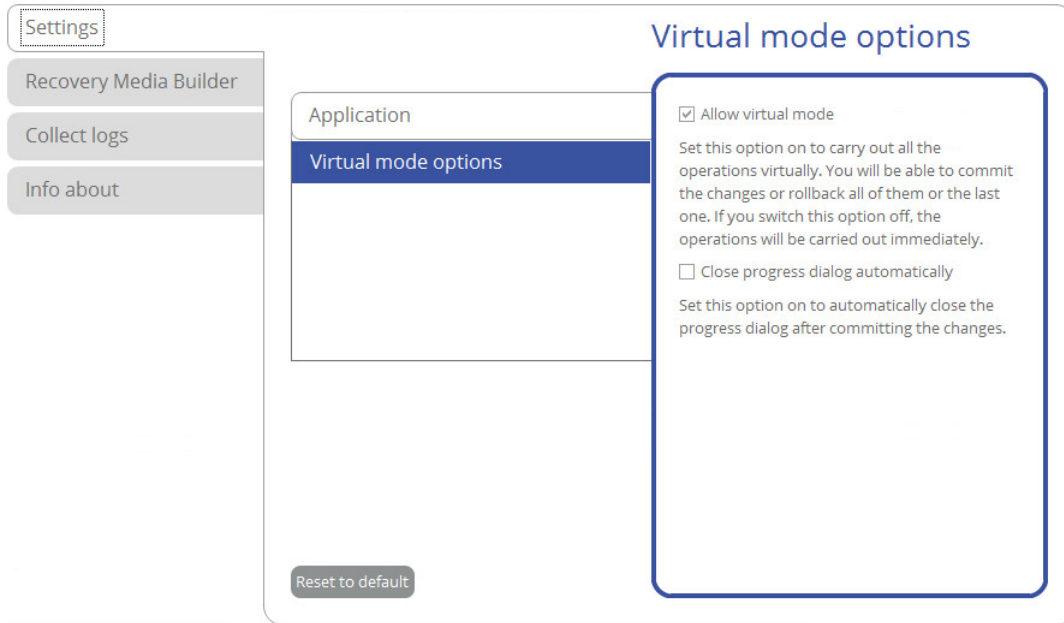 Settings
Recovery Media Builder
Collect logs
Info about
Application
Virtual mode options
Reset to default
Virtual mode options
Allow virtual mode
Set this option on to carry out all the
operations virtually. You will be able to commit
the changes or rollback all of them or the last
one. If you switch this option off, the
operations will be carried out immediately.
Close progress dialog automatically
Set this option on to automatically close the
progress dialog after committing the changes.